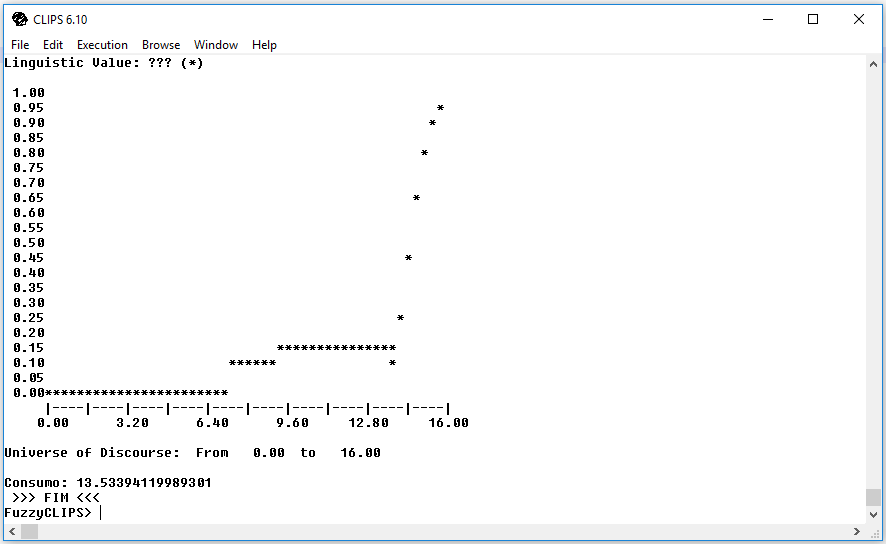 CLIPS 6.10
File Edit Execution Browse Window Help
Linguistic Value: ??? (*)
1.00
0.95 *
0.90 *
0.85
0.80 *
0.75
0.70
0.65 *
0.60
0.55
0.50
0.45 *
0.40
0.35
0.30
0.25 *
0.20
0.15 ***************
0.10 ****** *
0.05
0.00***********************
|----|----|----|----|----|----|----|----|----|----|
0.00 3.20 6.40 9.60 12.80 16.00
Universe of Discourse: From 0.00 to 16.00
Consumo: 13.53394119989301
>>> FIM <<<
FuzzyCLIPS>